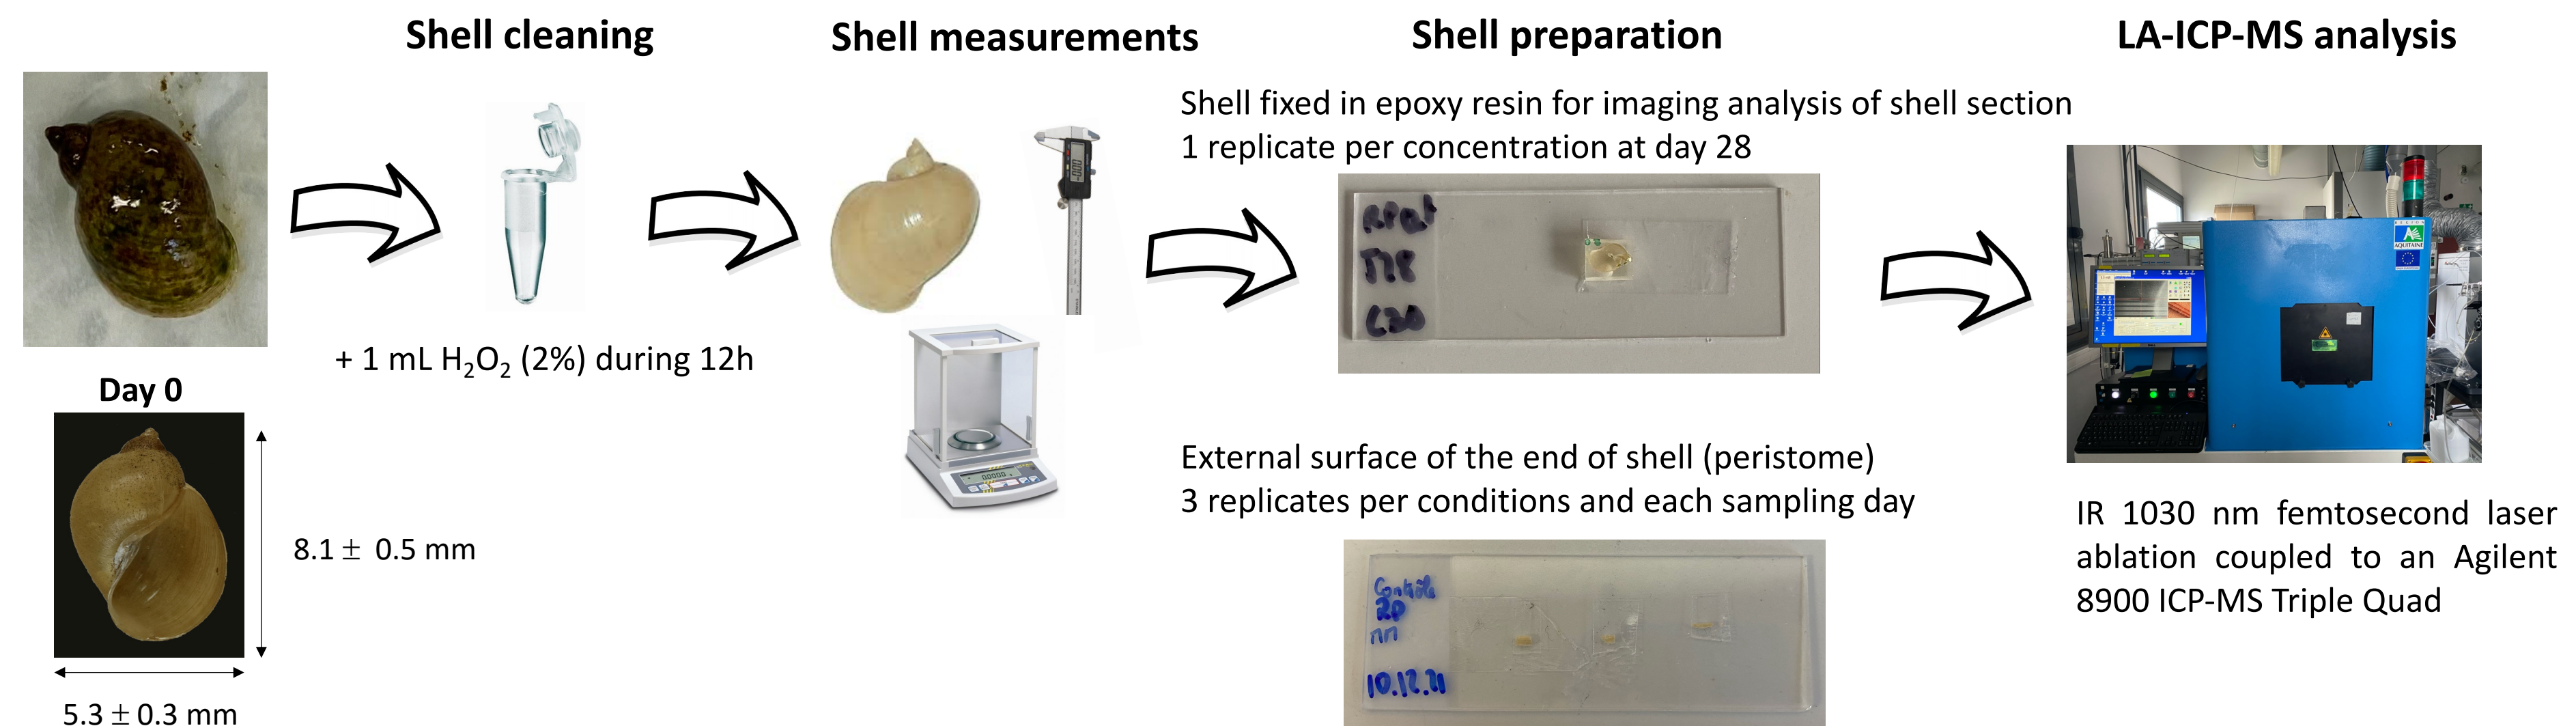 Shell cleaning
Shell measurements
Shell preparation
LA-ICP-MS analysis
Shell fixed in epoxy resin for imaging analysis of shell section
1 replicate per concentration at day 28
+ 1 mL H₂O₂ (2%) during 12h
Day 0
8.1 ± 0.5 mm
5.3 ± 0.3 mm
External surface of the end of shell (peristome)
3 replicates per conditions and each sampling day
Contrôle
10.12.21
AQUITAINE
IR 1030 nm femtosecond laser
ablation coupled to an Agilent
8900 ICP-MS Triple Quad